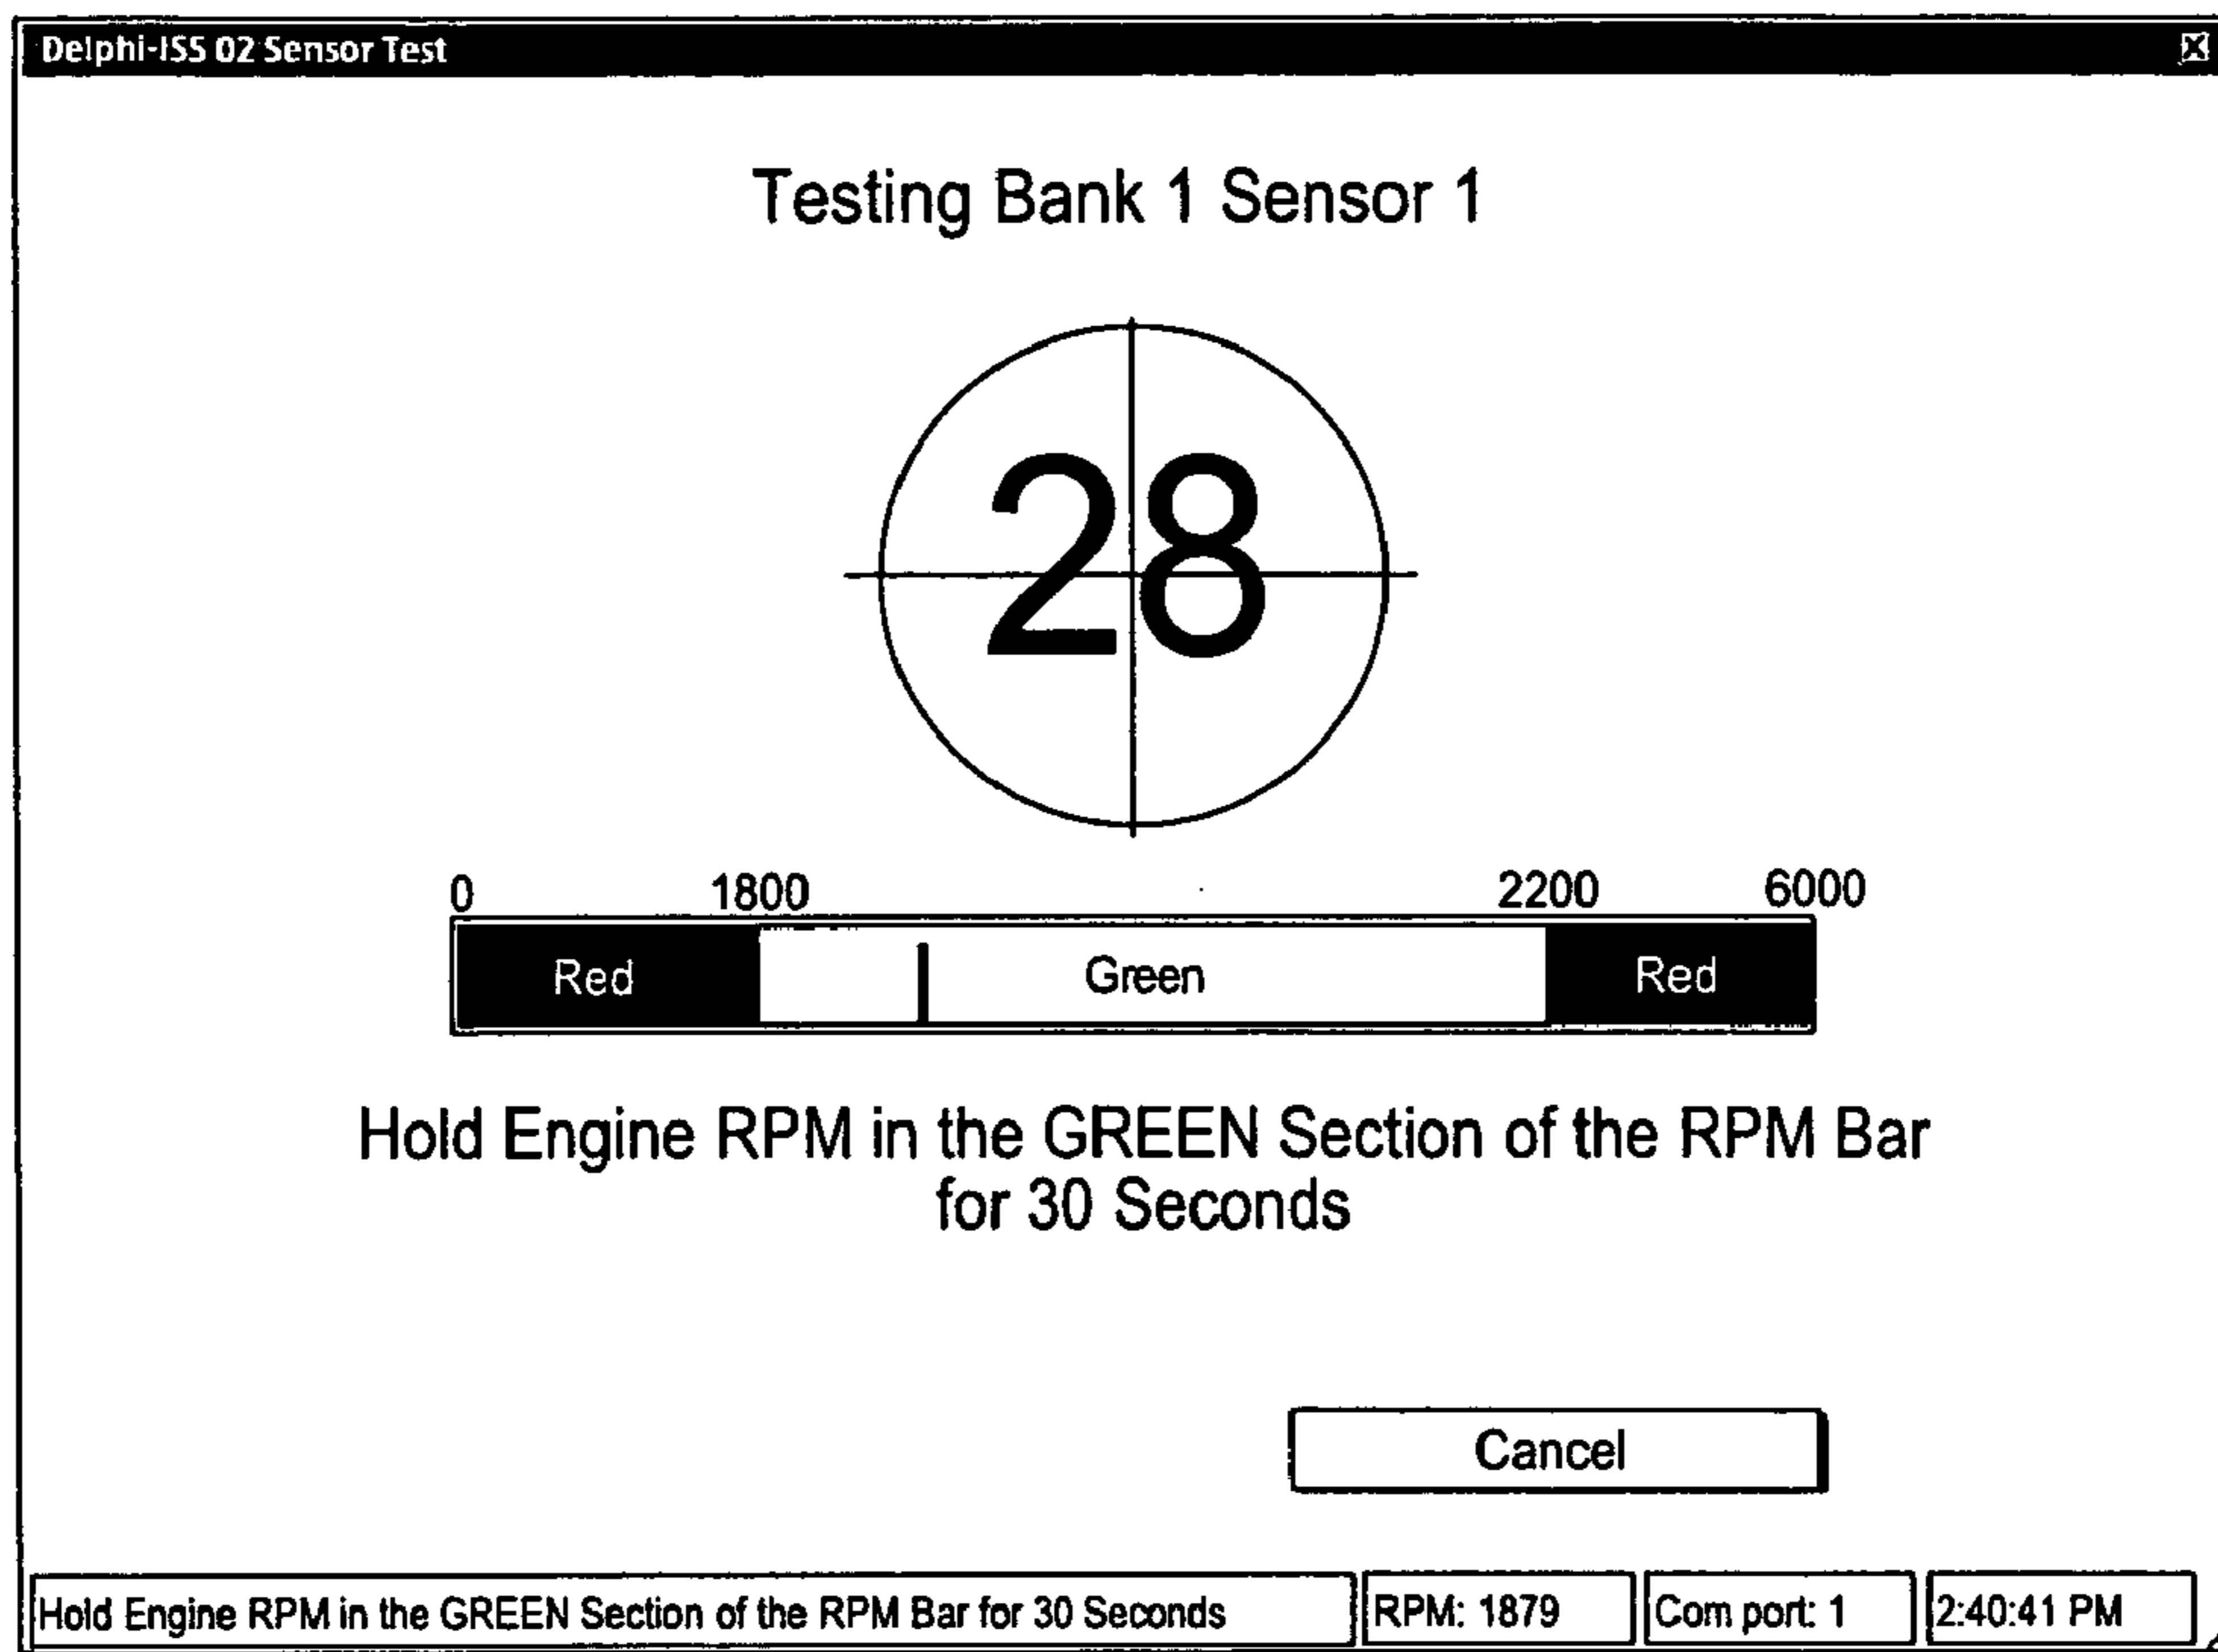 Delphi-ISS 02 Sensor Test
Testing Bank 1 Sensor 1
28
0 1800 2200 6000
Red Green Red
Hold Engine RPM in the GREEN Section of the RPM Bar
for 30 Seconds
Cancel
Hold Engine RPM in the GREEN Section of the RPM Bar for 30 Seconds RPM: 1879 Com port: 1 2:40:41 PM